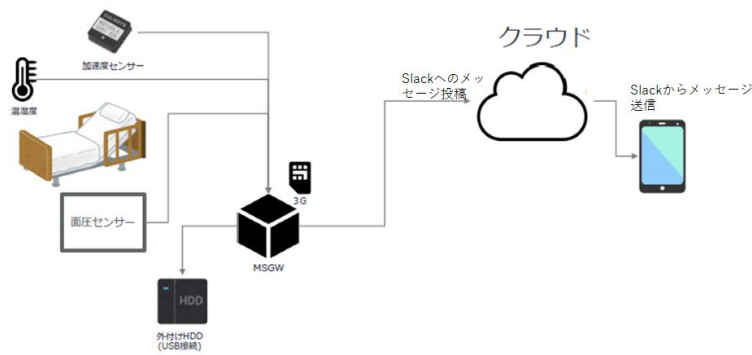 クラウド
加速度センサー
Slackへのメッ
セージ投稿
Slackからメッセージ
送信
温湿度
3G
面圧センサー
MSGW
HDD
外付けHDD
(USB接続)